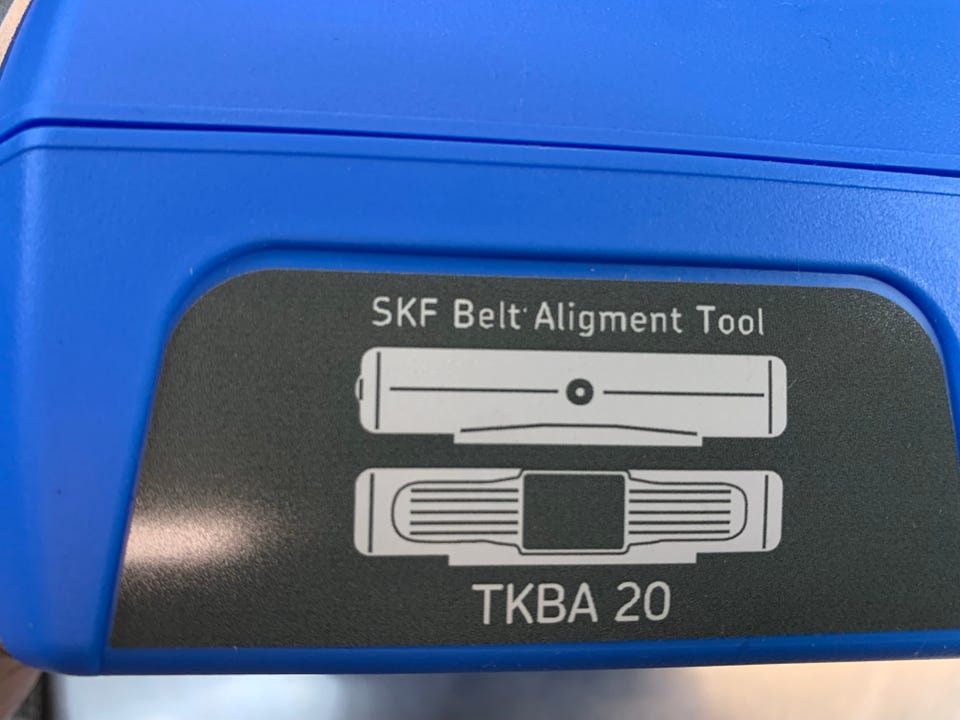 SKF Belt Aligment Tool
TKBA 20